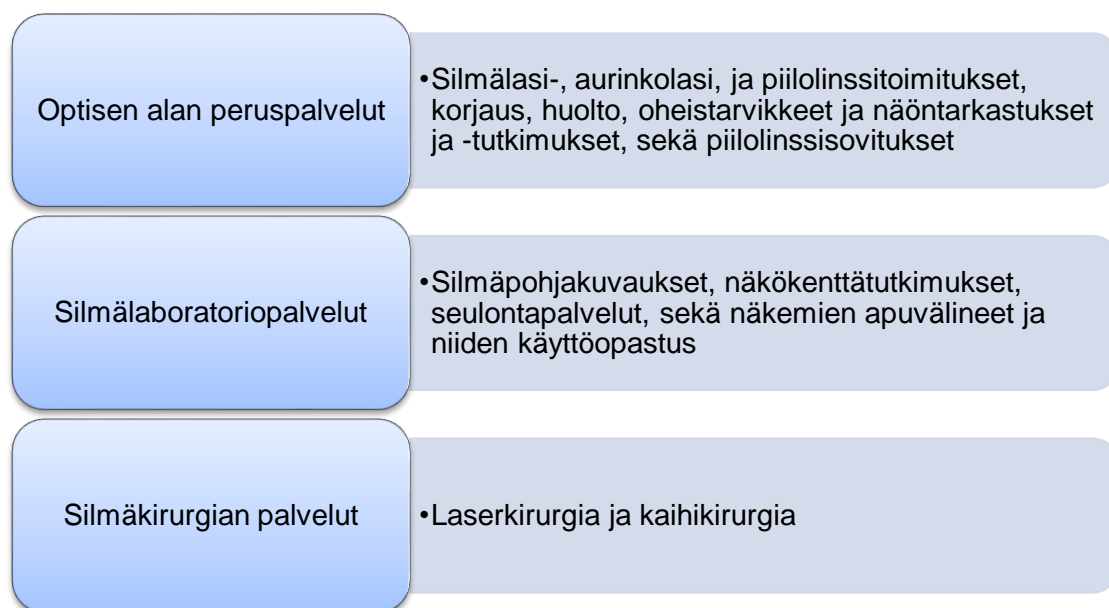 Optisen alan peruspalvelut
•Silmälasi-, aurinkolasi, ja piilolinssitoimitukset,
korjaus, huolto, oheistarvikkeet ja näöntarkastukset
ja -tutkimukset, sekä piilolinssisovitukset
Silmälaboratoriopalvelut
•Silmäpohjakuvaukset, näkökenttätutkimukset,
seulontapalvelut, sekä näkemien apuvälineet ja
niiden käyttöopastus
Silmäkirurgian palvelut
•Laserkirurgia ja kaihikirurgia